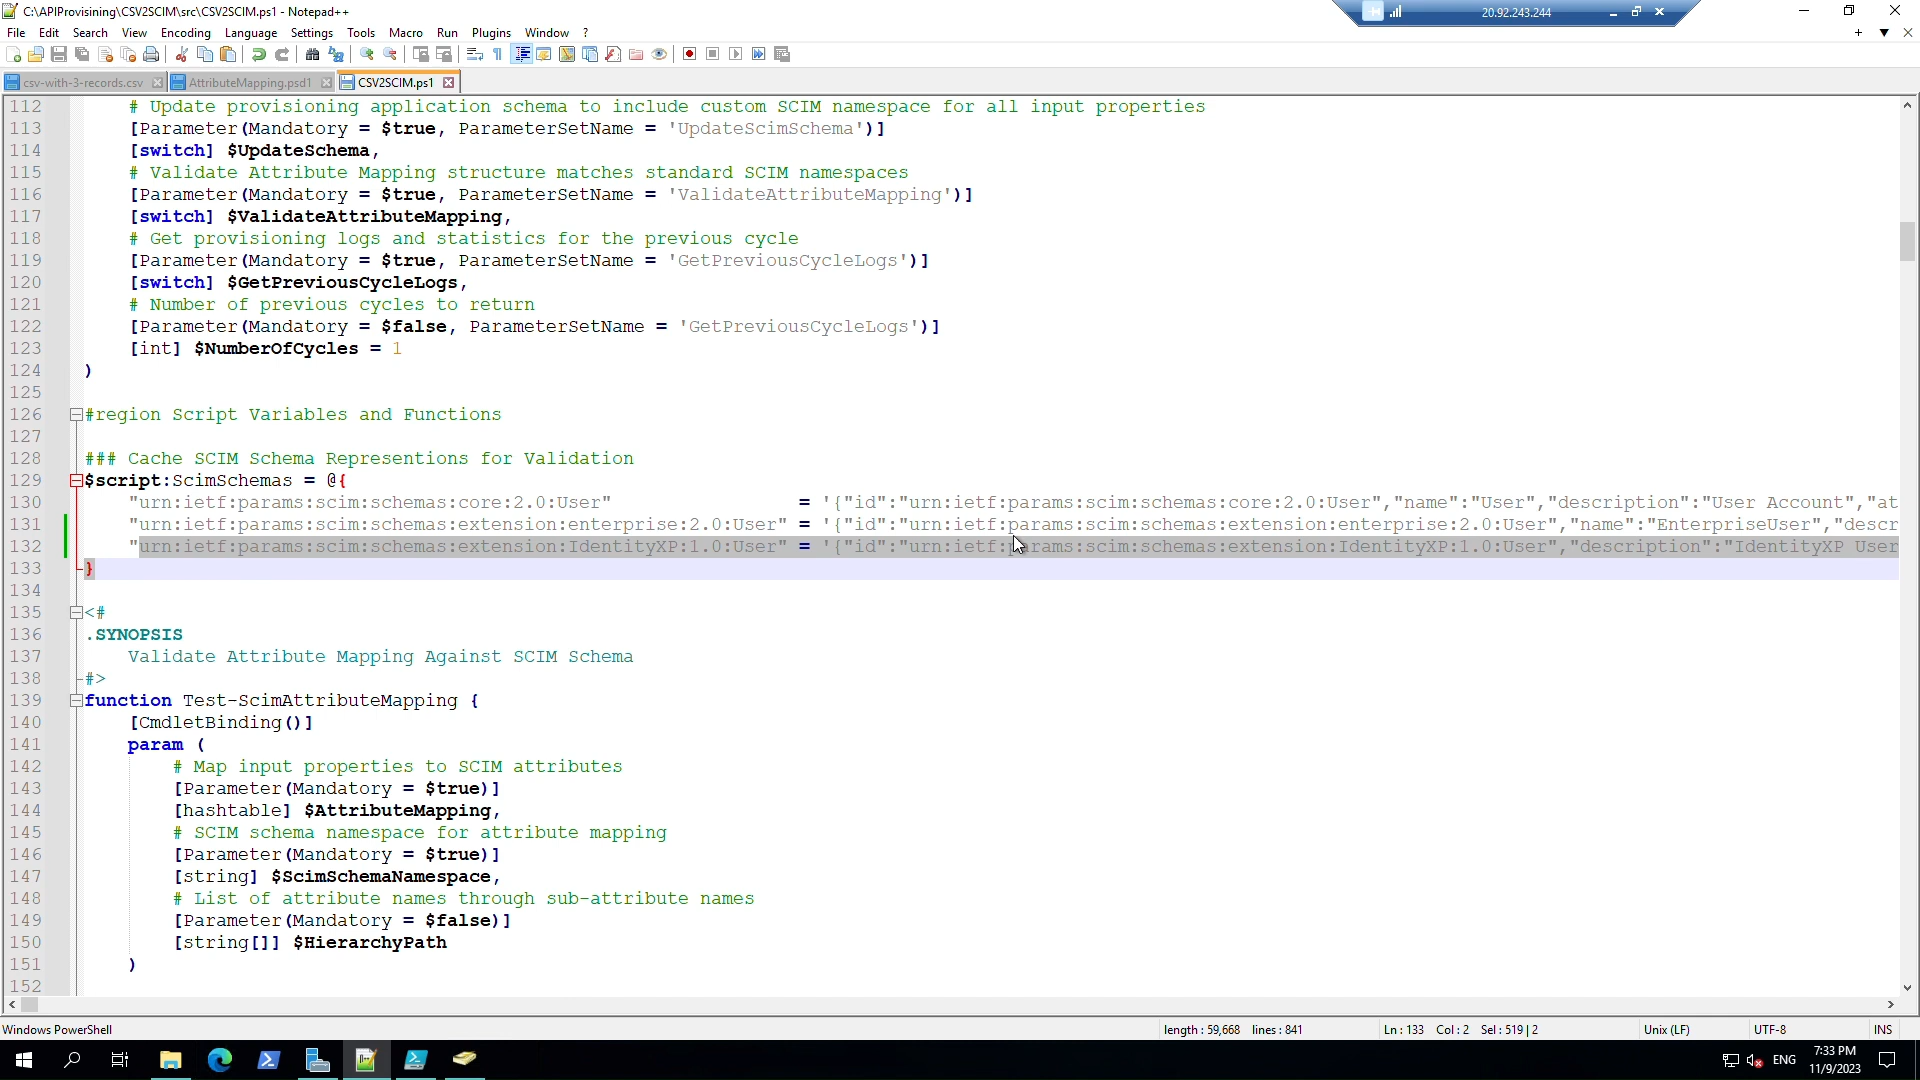 C:\APIProvisining\CSV2SCIM\src\CSV2SCIM.ps1 - Notepad++
20.92.243.244
File Edit Search View Encoding Language Settings Tools Macro Run Plugins Window ?
csv-with-3-records.csv AttributeMapping.psd1 CSV2SCIM.ps1
112 # Update provisioning application schema to include custom SCIM namespace for all input properties
113 [Parameter(Mandatory = $true, ParameterSetName = 'UpdateScimSchema')]
114 [switch] $UpdateSchema,
115 # Validate Attribute Mapping structure matches standard SCIM namespaces
116 [Parameter(Mandatory = $true, ParameterSetName = 'ValidateAttributeMapping')]
117 [switch] $ValidateAttributeMapping,
118 # Get provisioning logs and statistics for the previous cycle
119 [Parameter(Mandatory = $true, ParameterSetName = 'GetPreviousCycleLogs')]
120 [switch] $GetPreviousCycleLogs,
121 # Number of previous cycles to return
122 [Parameter(Mandatory = $false, ParameterSetName = 'GetPreviousCycleLogs')]
123 [int] $NumberOfCycles = 1
124 )
125
126 #region Script Variables and Functions
127
128 ### Cache SCIM Schema Representions for Validation
129 $script:ScimSchemas = @{
130 "urn:ietf:params:scim:schemas:core:2.0:User" = '{"id":"urn:ietf:params:scim:schemas:core:2.0:User","name":"User","description":"User Account","at
131 "urn:ietf:params:scim:schemas:extension:enterprise:2.0:User" = '{"id":"urn:ietf:params:scim:schemas:extension:enterprise:2.0:User","name":"EnterpriseUser","descr
132 "urn:ietf:params:scim:schemas:extension:IdentityXP:1.0:User" = '{"id":"urn:ietf:params:scim:schemas:extension:IdentityXP:1.0:User","description":"IdentityXP User
133 }
134
135 <#
136 .SYNOPSIS
137 Validate Attribute Mapping Against SCIM Schema
138 #>
139 function Test-ScimAttributeMapping {
140 [CmdletBinding()]
141 param (
142 # Map input properties to SCIM attributes
143 [Parameter(Mandatory = $true)]
144 [hashtable] $AttributeMapping,
145 # SCIM schema namespace for attribute mapping
146 [Parameter(Mandatory = $true)]
147 [string] $ScimSchemaNamespace,
148 # List of attribute names through sub-attribute names
149 [Parameter(Mandatory = $false)]
150 [string[]] $HierarchyPath
151 )
152
Windows PowerShell length : 59,668 lines : 841 Ln : 133 Col : 2 Sel : 519 | 2 Unix (LF) UTF-8 INS
ENG 7:33 PM
11/9/2023